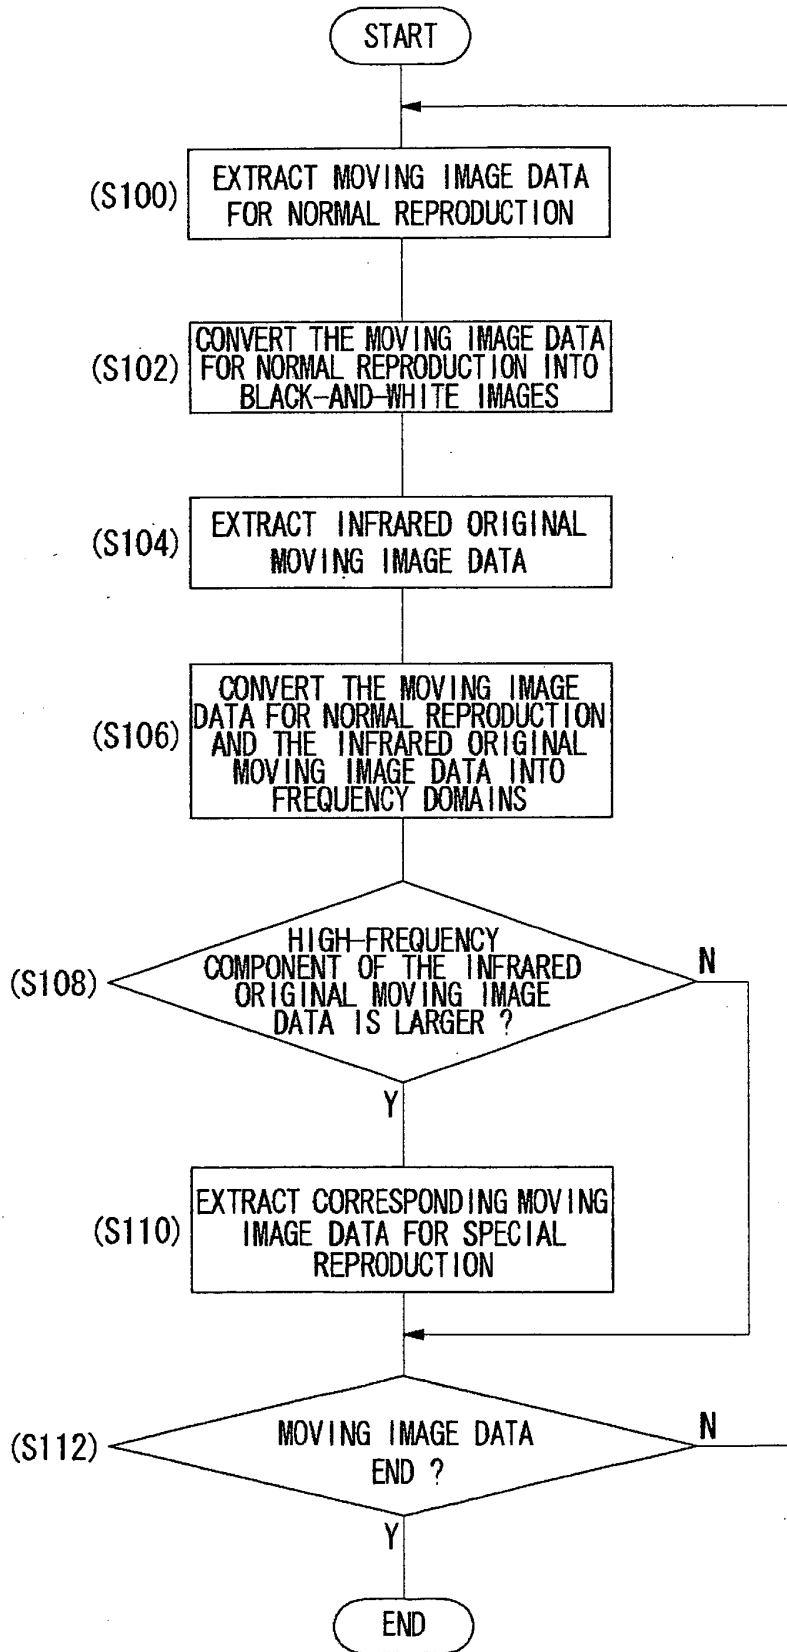 START
(S100)
EXTRACT MOVING IMAGE DATA
FOR NORMAL REPRODUCTION
(S102)
CONVERT THE MOVING IMAGE DATA
FOR NORMAL REPRODUCTION INTO
BLACK-AND-WHITE IMAGES
(S104)
EXTRACT INFRARED ORIGINAL
MOVING IMAGE DATA
(S106)
CONVERT THE MOVING IMAGE
DATA FOR NORMAL REPRODUCTION
AND THE INFRARED ORIGINAL
MOVING IMAGE DATA INTO
FREQUENCY DOMAINS
(S108)
HIGH-FREQUENCY
COMPONENT OF THE INFRARED
ORIGINAL MOVING IMAGE
DATA IS LARGER ?
N
Y
(S110)
EXTRACT CORRESPONDING MOVING
IMAGE DATA FOR SPECIAL
REPRODUCTION
(S112)
MOVING IMAGE DATA
END ?
N
Y
END